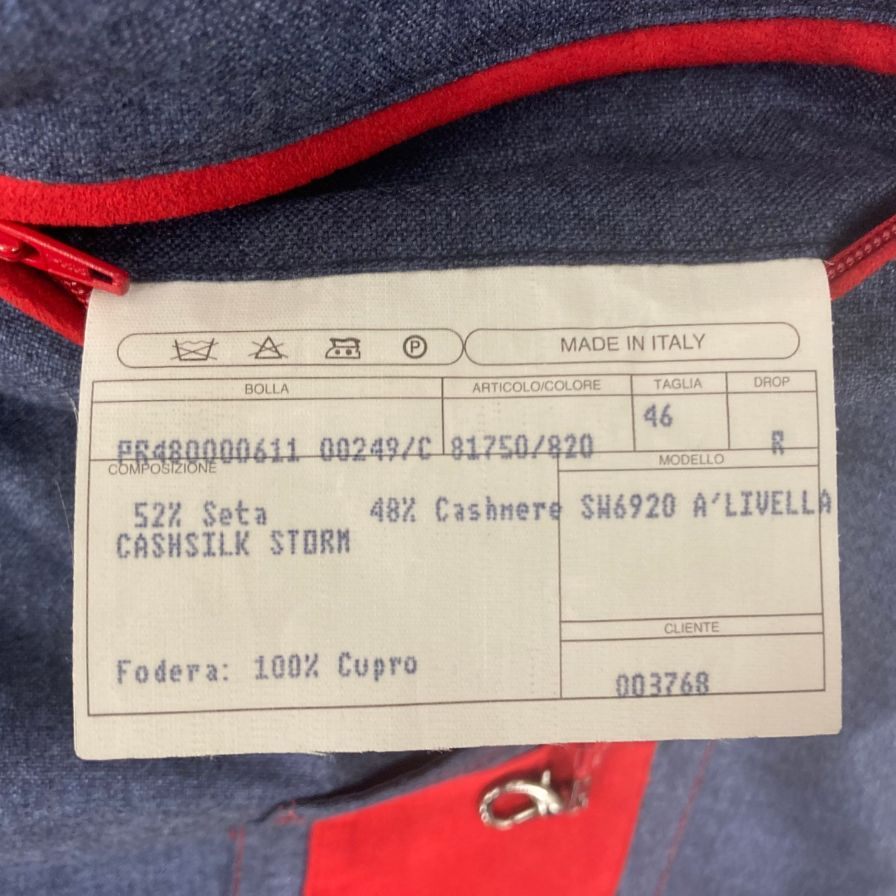 P
MADE IN ITALY
BOLLA ARTICOLO/COLORE TAGLIA DROP
46
PR480000611 00249/C 81750/820 R
COMPOSIZIONE MODELLO
52% Seta 48% Cashmere SW6920 A'LIVELLA
CASHSILK STORM
CLIENTE
Fodera: 100% Cupro
003768